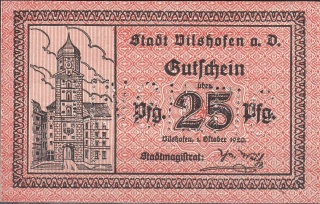 Stadt Vilshofen a. D.
Gutschein
über
Pfg. 25 Pfg.
Vilshofen, 1. Oktober 1920.
Stadtmagistrat: